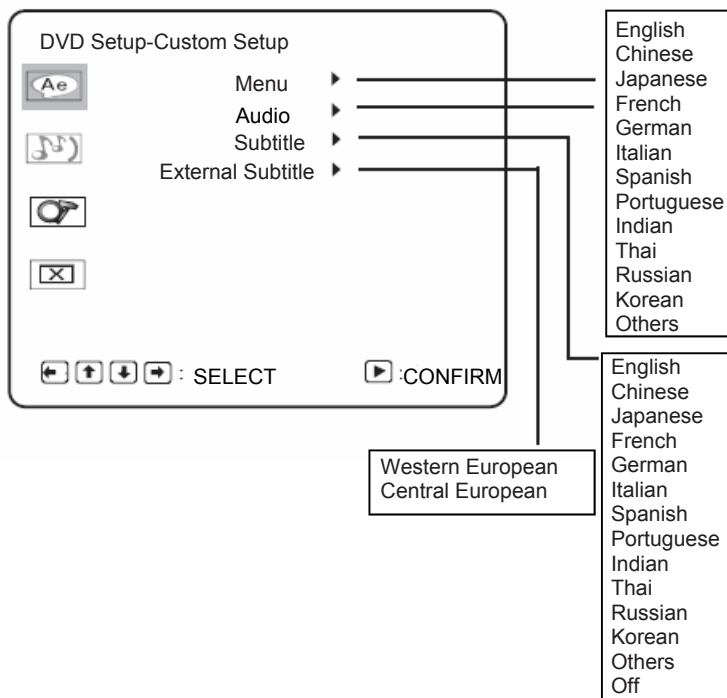 DVD Setup-Custom Setup
Ae
Menu
Audio
Subtitle
External Subtitle
: SELECT
:CONFIRM
English
Chinese
Japanese
French
German
Italian
Spanish
Portuguese
Indian
Thai
Russian
Korean
Others
English
Chinese
Japanese
French
German
Italian
Spanish
Portuguese
Indian
Thai
Russian
Korean
Others
Off
Western European
Central European